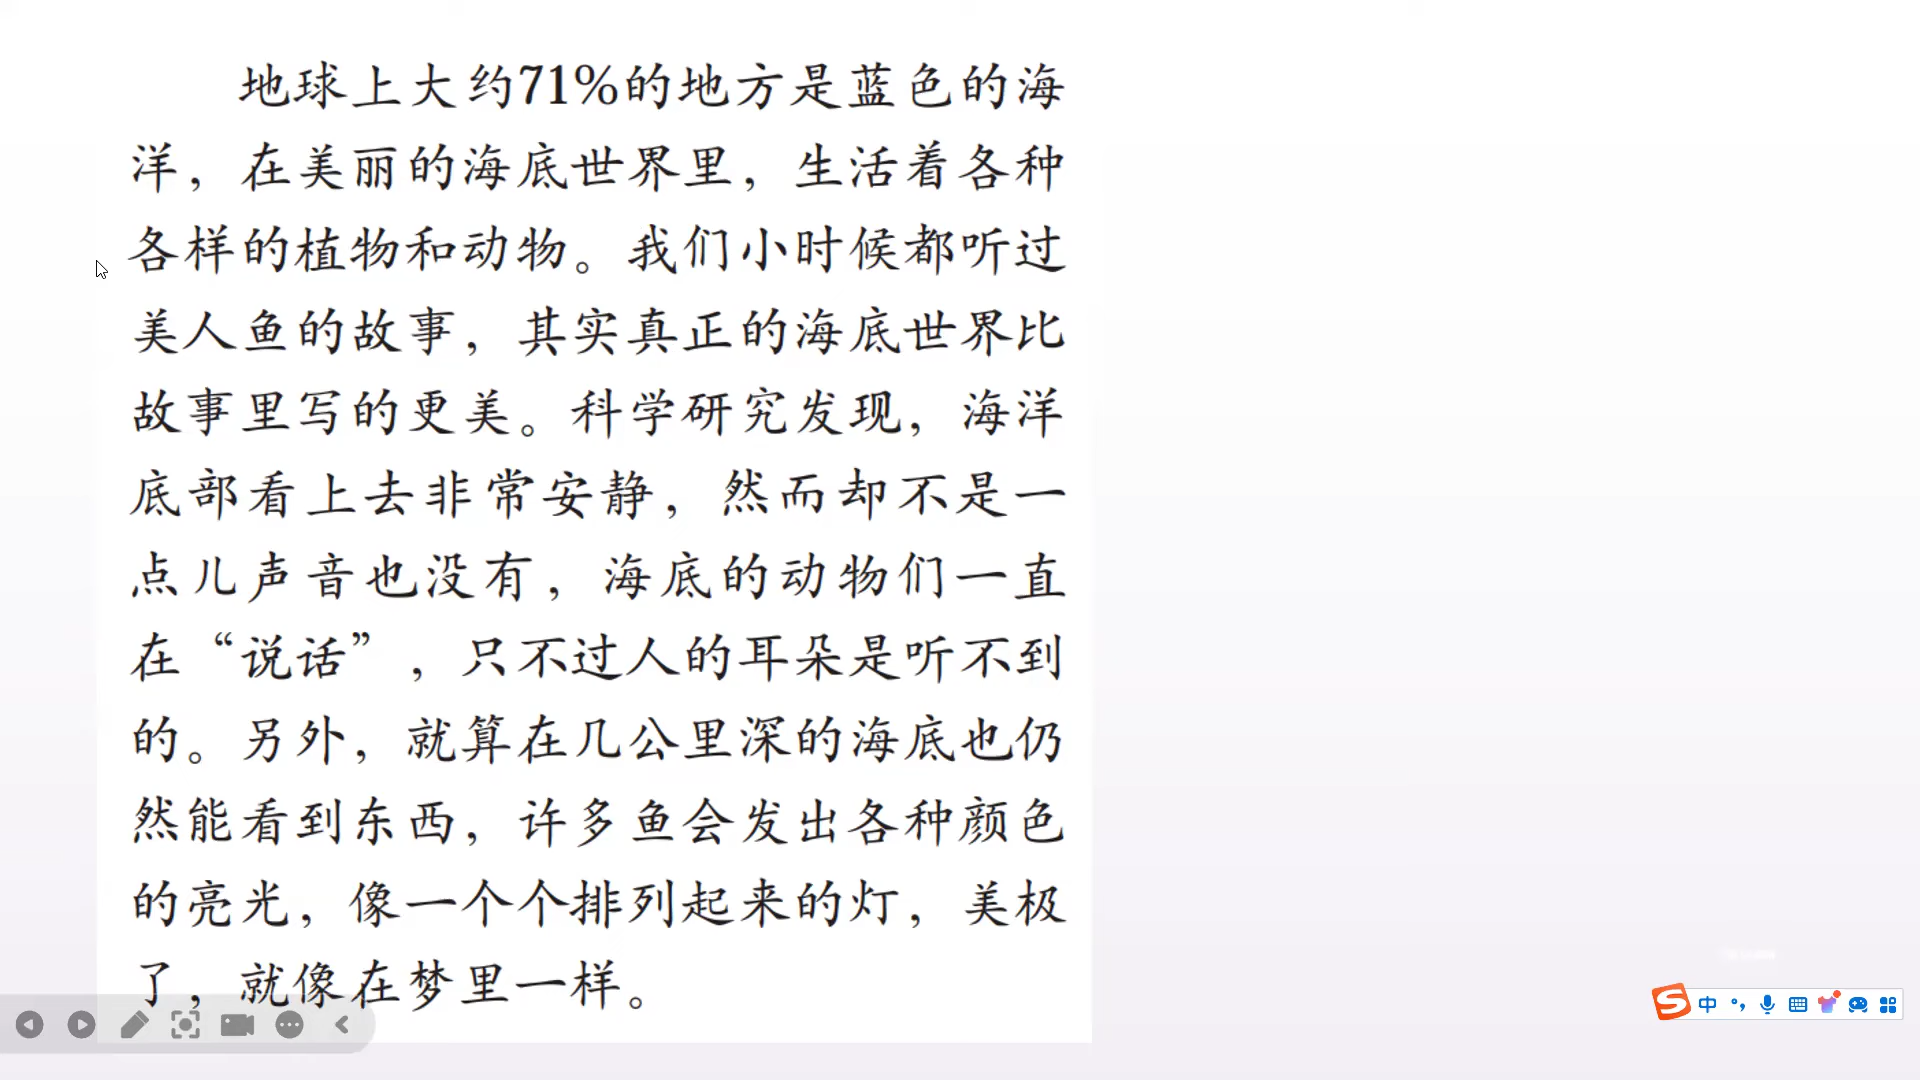 地球上大约71%的地方是蓝色的海
洋，在美丽的海底世界里，生活着各种
各样的植物和动物。我们小时候都听过
美人鱼的故事，其实真正的海底世界比
故事里写的更美。科学研究发现，海洋
底部看上去非常安静，然而却不是一
点儿声音也没有，海底的动物们一直
在“说话”，只不过人的耳朵是听不到
的。另外，就算在几公里深的海底也仍
然能看到东西，许多鱼会发出各种颜色
的亮光，像一个个排列起来的灯，美极
了，就像在梦里一样。
中